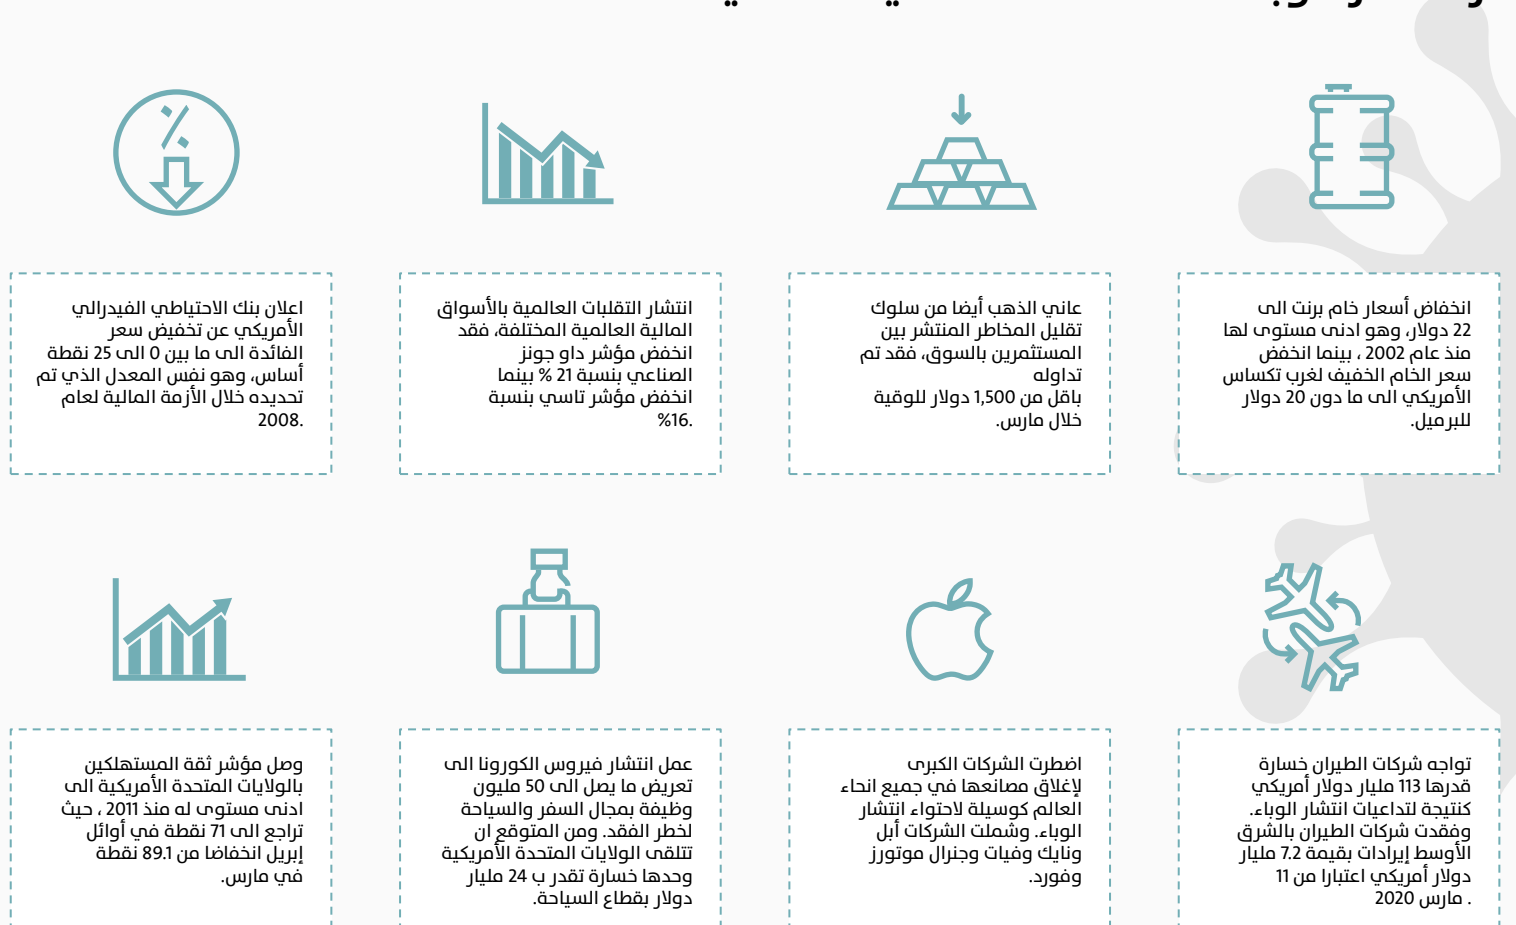 انخفاض أسعار خام برنت الى
22 دولار، وهو ادنى مستوى لها
منذ عام 2002 ، بينما انخفض
سعر الخام الخفيف لغرب تكساس
الأمريكي الى ما دون 20 دولار
للبرميل.
عاني الذهب أيضا من سلوك
تقليل المخاطر المنتشر بين
المستثمرين بالسوق، فقد تم
تداوله
باقل من 1,500 دولار للوقية
خلال مارس.
انتشار التقلبات العالمية بالأسواق
المالية العالمية المختلفة، فقد
انخفض مؤشر داو جونز
الصناعي بنسبة 21 % بينما
انخفض مؤشر تاسي بنسبة
.16%
اعلان بنك الاحتياطي الفيدرالي
الأمريكي عن تخفيض سعر
الفائدة الى ما بين 0 الى 25 نقطة
أساس، وهو نفس المعدل الذي تم
تحديده خلال الأزمة المالية لعام
.2008
تواجه شركات الطيران خسارة
قدرها 113 مليار دولار أمريكي
كنتيجة لتداعيات انتشار الوباء.
وفقدت شركات الطيران بالشرق
الأوسط إيرادات بقيمة 7.2 مليار
دولار أمريكي اعتبارا من 11
. مارس 2020
اضطرت الشركات الكبرى
لإغلاق مصانعها في جميع انحاء
العالم كوسيلة لاحتواء انتشار
الوباء. وشملت الشركات أبل
ونايك وفيات وجنرال موتورز
وفورد.
عمل انتشار فيروس الكورونا الى
تعريض ما يصل الى 50 مليون
وظيفة بمجال السفر والسياحة
لخطر الفقد. ومن المتوقع ان
تتلقى الولايات المتحدة الأمريكية
وحدها خسارة تقدر ب 24 مليار
دولار بقطاع السياحة.
وصل مؤشر ثقة المستهلكين
بالولايات المتحدة الأمريكية الى
ادنى مستوى له منذ 2011 ، حيث
تراجع الى 71 نقطة في أوائل
إبريل انخفاضا من 89.1 نقطة
في مارس.